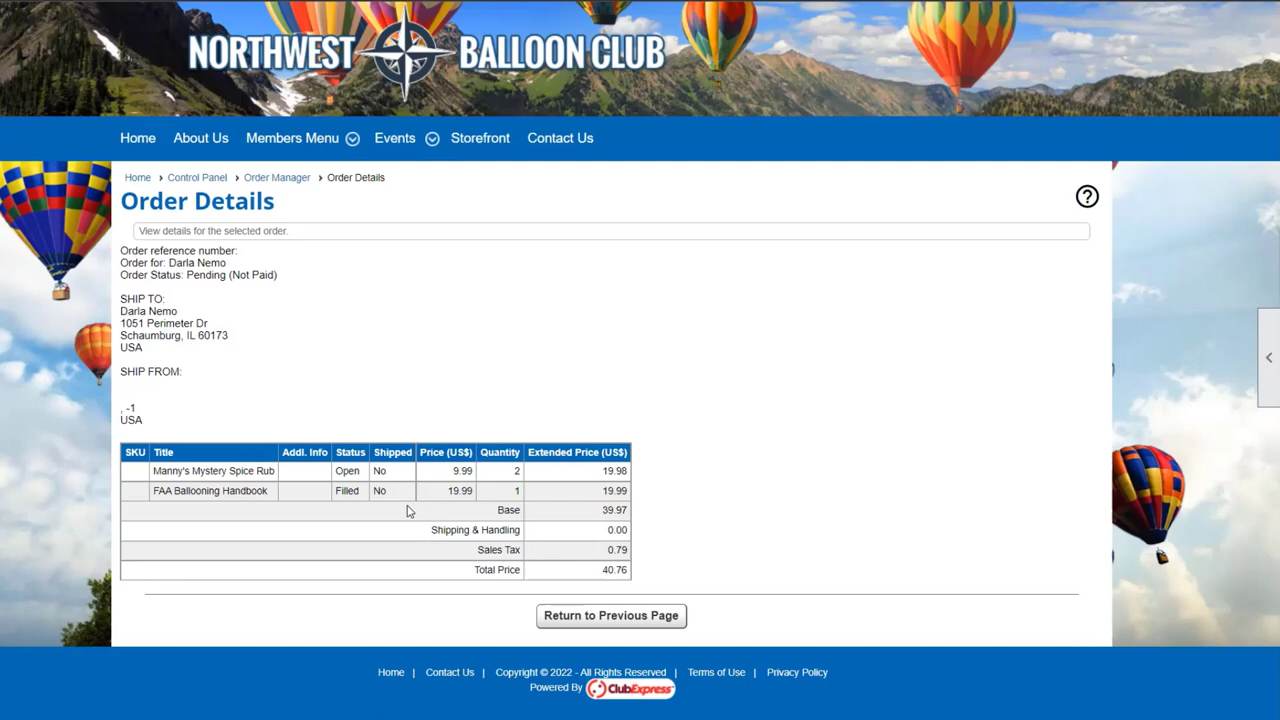 NORTHWEST BALLOON CLUB
Home About Us Members Menu Events Storefront Contact Us
Home › Control Panel › Order Manager › Order Details
Order Details
?
View details for the selected order.
Order reference number:
Order for: Darla Nemo
Order Status: Pending (Not Paid)
SHIP TO:
Darla Nemo
1051 Perimeter Dr
Schaumburg, IL 60173
USA
SHIP FROM:
, -1
USA
SKU Title Addl. Info Status Shipped Price (US$) Quantity Extended Price (US$)
Manny's Mystery Spice Rub Open No 9.99 2 19.98
FAA Ballooning Handbook Filled No 19.99 1 19.99
Base 39.97
Shipping & Handling 0.00
Sales Tax 0.79
Total Price 40.76
Return to Previous Page
Home | Contact Us | Copyright © 2022 - All Rights Reserved | Terms of Use | Privacy Policy
Powered By ClubExpress